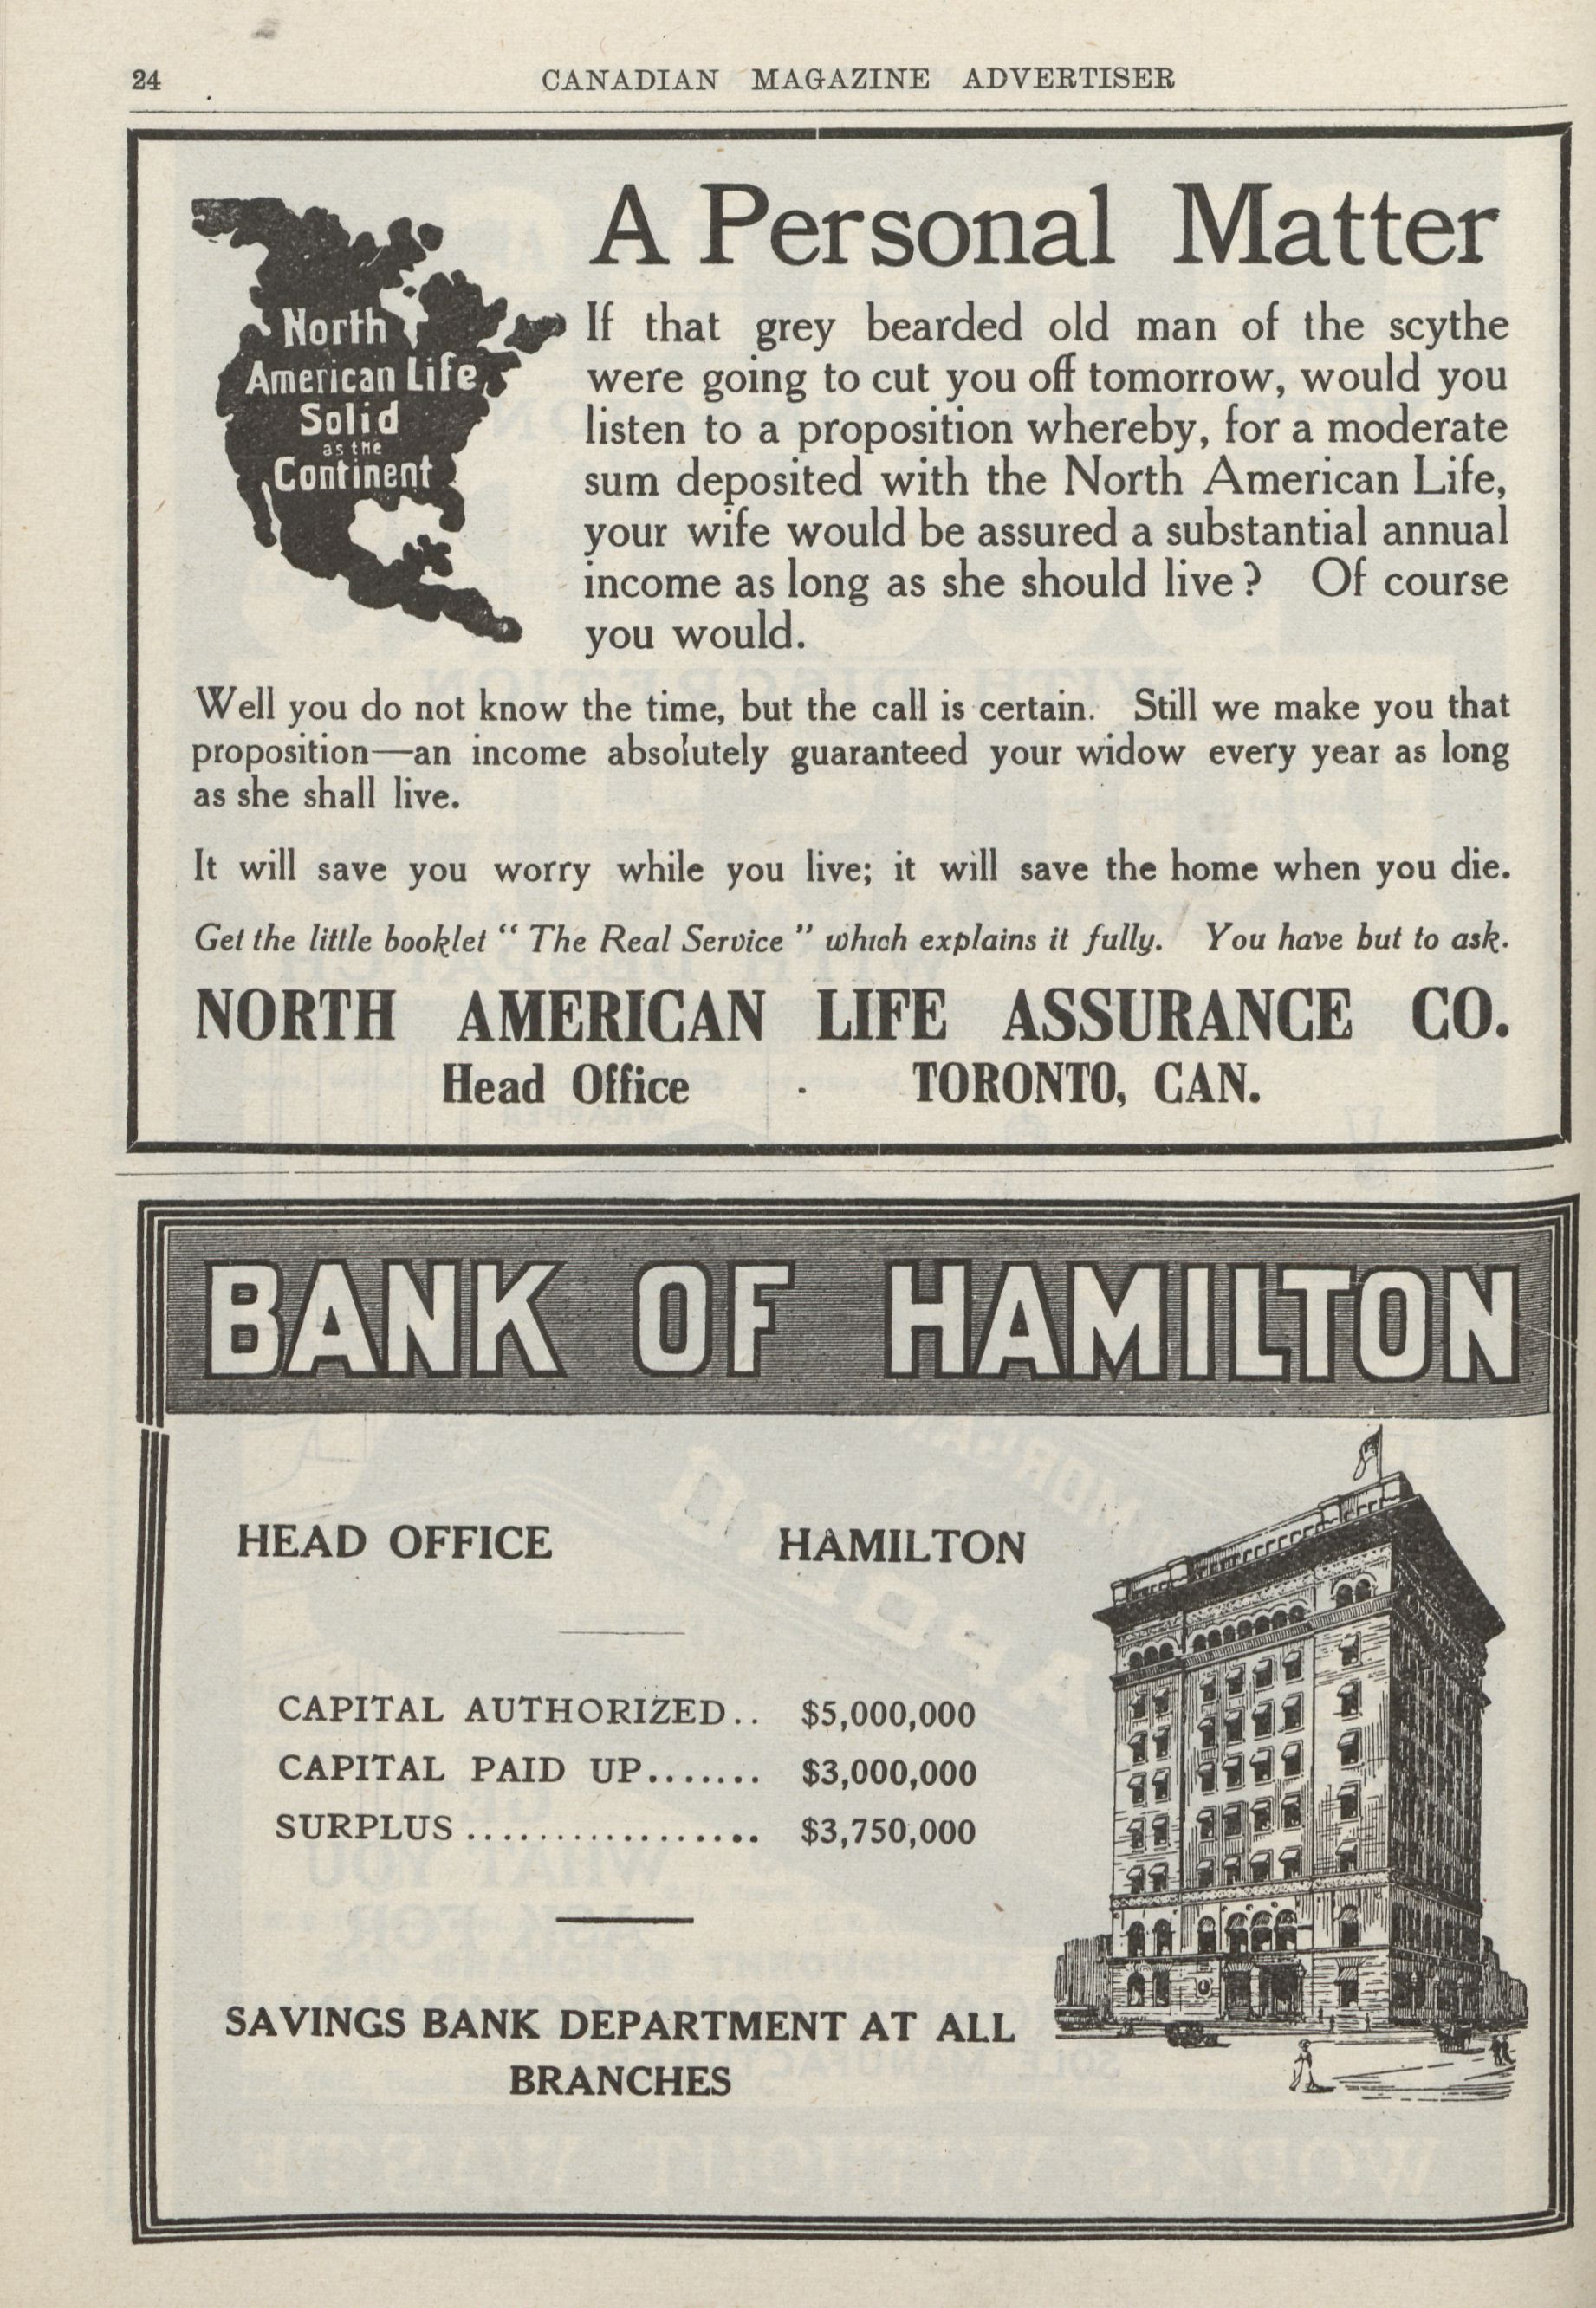 24
CANADIAN MAGAZINE ADVERTISER
North
American Life
Solid
as the
Continent
A Personal Matter
If that grey bearded old man of the scythe
were going to cut you off tomorrow, would you
listen to a proposition whereby, for a moderate
sum deposited with the North American Life,
your wife would be assured a substantial annual
income as long as she should live? Of course
you would.
Well you do not know the time, but the call is certain. Still we make you that
proposition—an income absolutely guaranteed your widow every year as long
as she shall live.
It will save you worry while you live; it will save the home when you die.
Get the little booklet “ The Real Service ” which explains it fully. You have but to ask.
NORTH AMERICAN LIFE ASSURANCE CO.
Head Office - TORONTO, CAN.
BANK OF HAMILTON
HEAD OFFICE HAMILTON
CAPITAL AUTHORIZED.. $5,000,000
CAPITAL PAID UP....... $3,000,000
SURPLUS................. $3,750,000
SAVINGS BANK DEPARTMENT AT ALL
BRANCHES